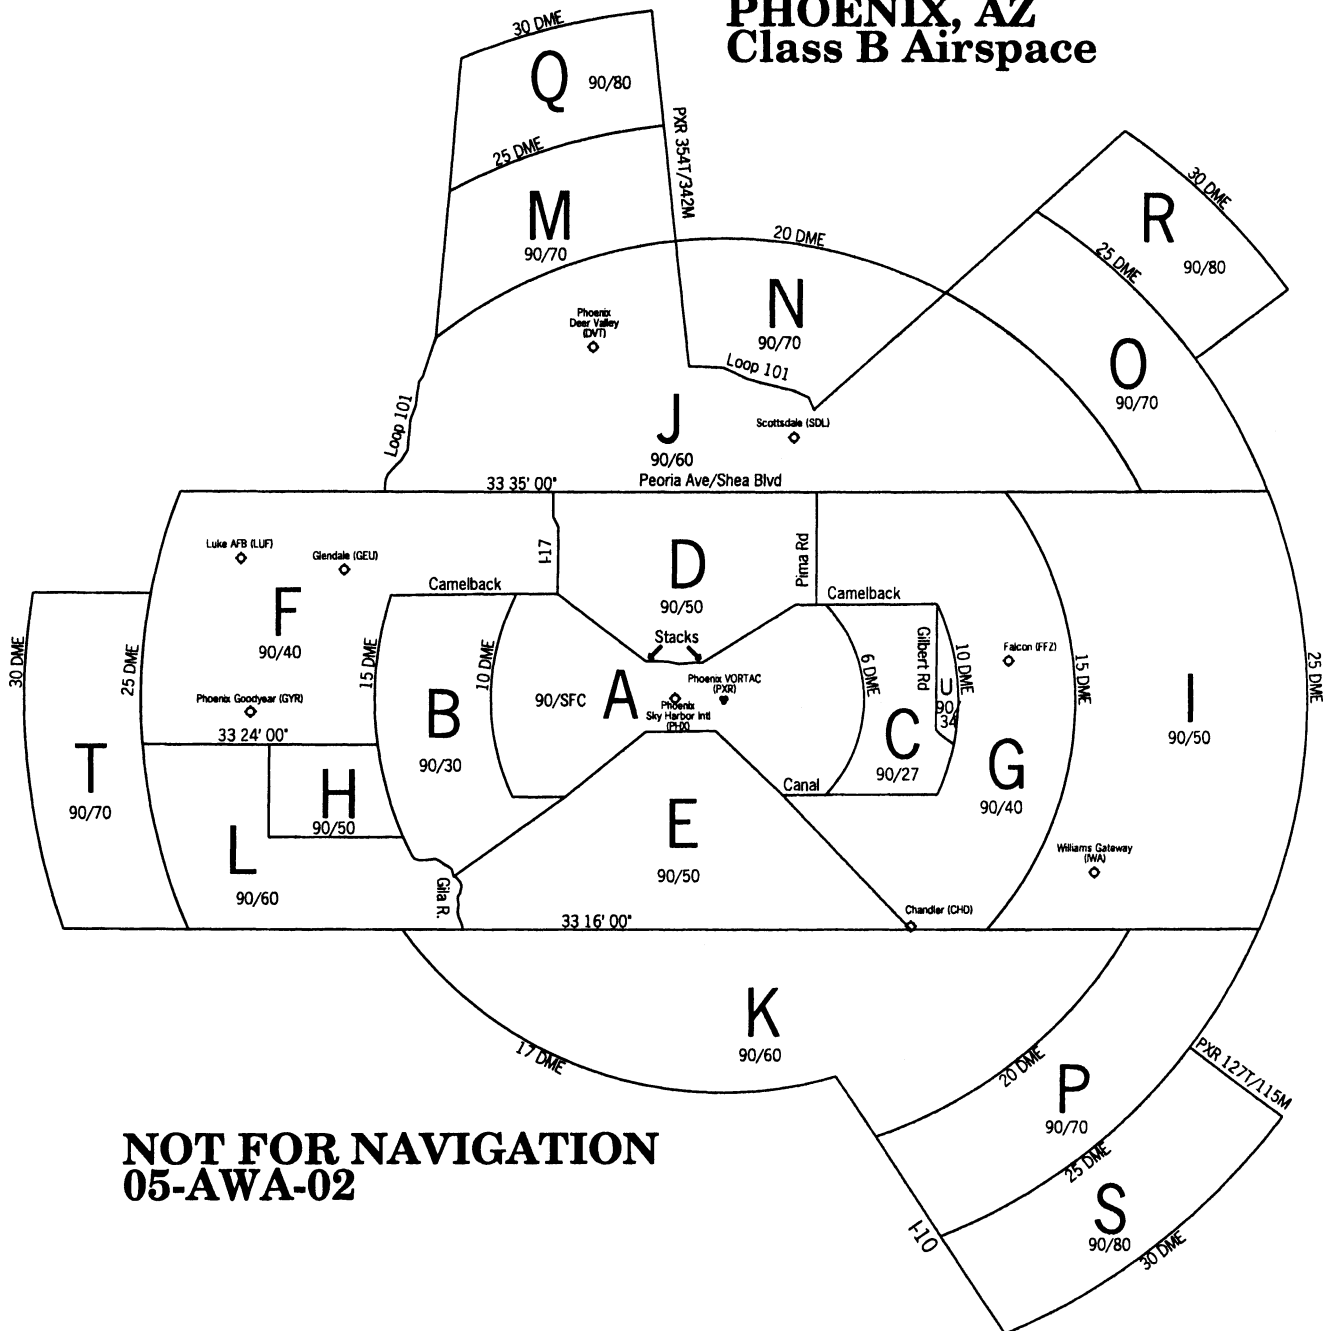 PHOENIX, AZ
Class B Airspace
30 DME
Q
90/80
25 DME
PXR 354T/342M
M
90/70
20 DME
30 DME
R
90/80
25 DME
N
90/70
Phoenix
Deer Valley
(DVT)
Loop 101
O
90/70
Loop 101
J
90/60
Scottsdale (SDL)
33 35' 00"
Peoria Ave/Shea Blvd
Luke AFB (LUF)
Glendale (GEU)
I-17
D
90/50
Pima Rd
Camelback
Camelback
F
90/40
Stacks
Gilbert Rd
Falcon (FFZ)
30 DME
25 DME
15 DME
10 DME
6 DME
10 DME
15 DME
25 DME
Phoenix Goodyear (GYR)
33 24' 00"
B
90/30
90/SFC
A
Phoenix VORTAC
(PXR)
Phoenix
Sky Harbor Intl
(PHX)
U
90/
34
C
90/27
I
90/50
T
90/70
H
90/50
Canal
G
90/40
L
90/60
E
90/50
Williams Gateway
(IWA)
Gila R.
33 16' 00"
Chandler (CHD)
K
90/60
17 DME
20 DME
P
90/70
PXR 127T/115M
25 DME
S
90/80
30 DME
I-10
NOT FOR NAVIGATION
05-AWA-02